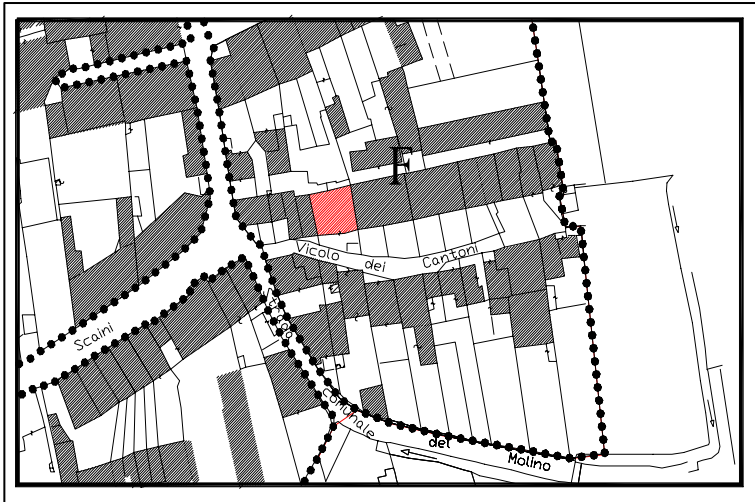 F
Vicolo dei Cantoni
Scaini
Comunale
del
Molino